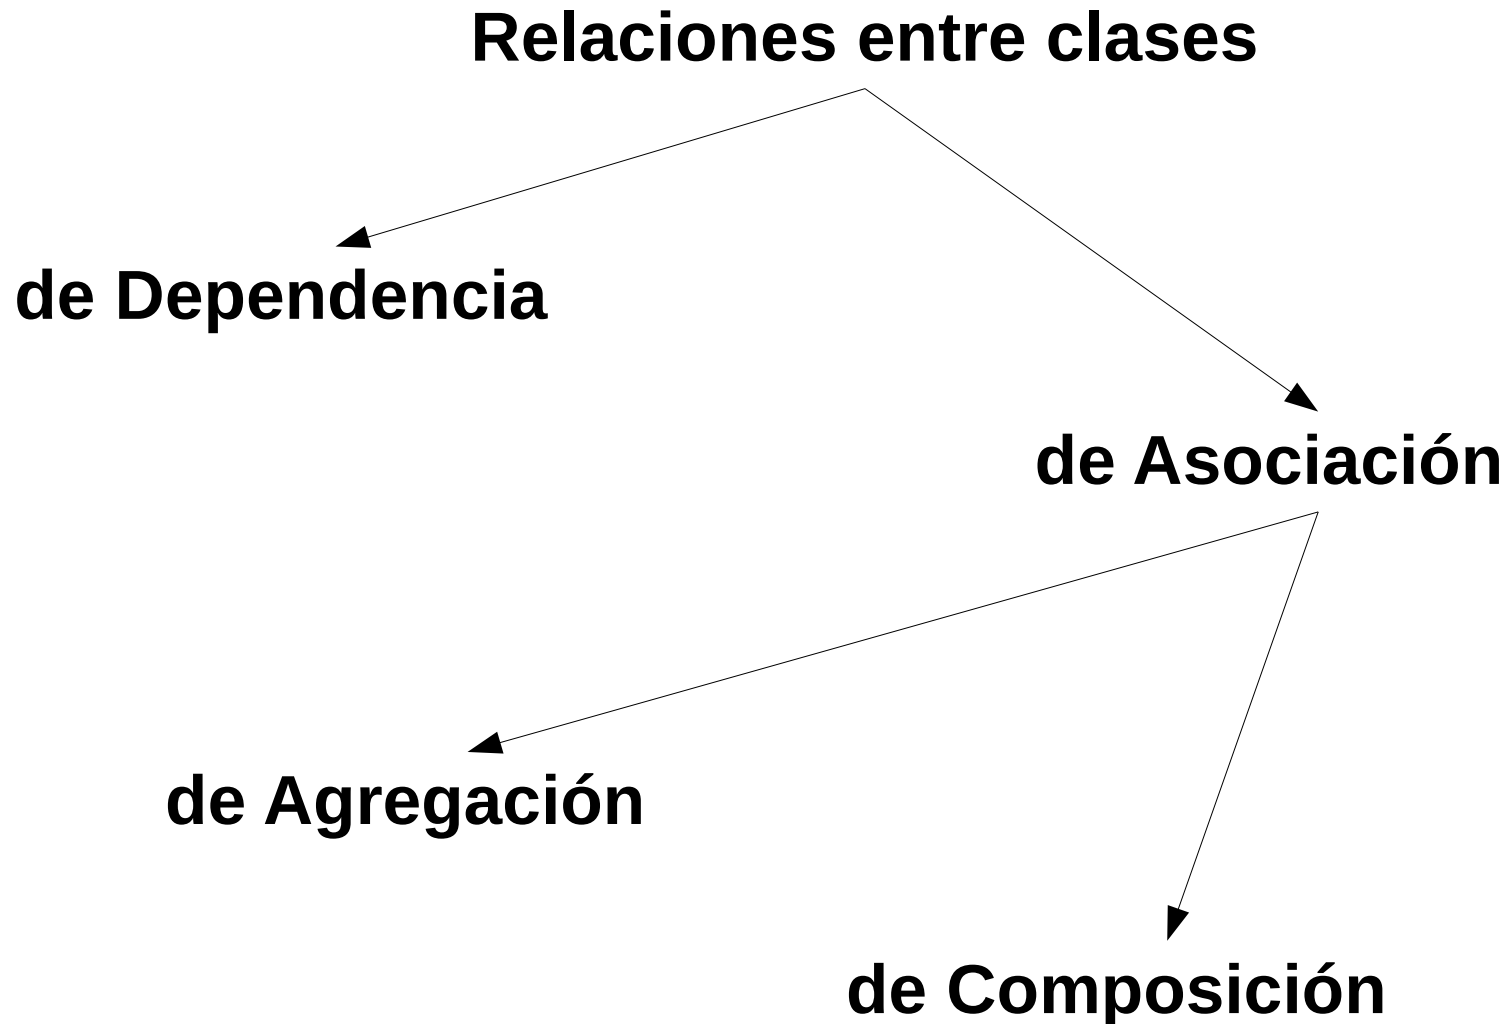 Relaciones entre clases
de Dependencia
de Asociación
de Agregación
de Composición